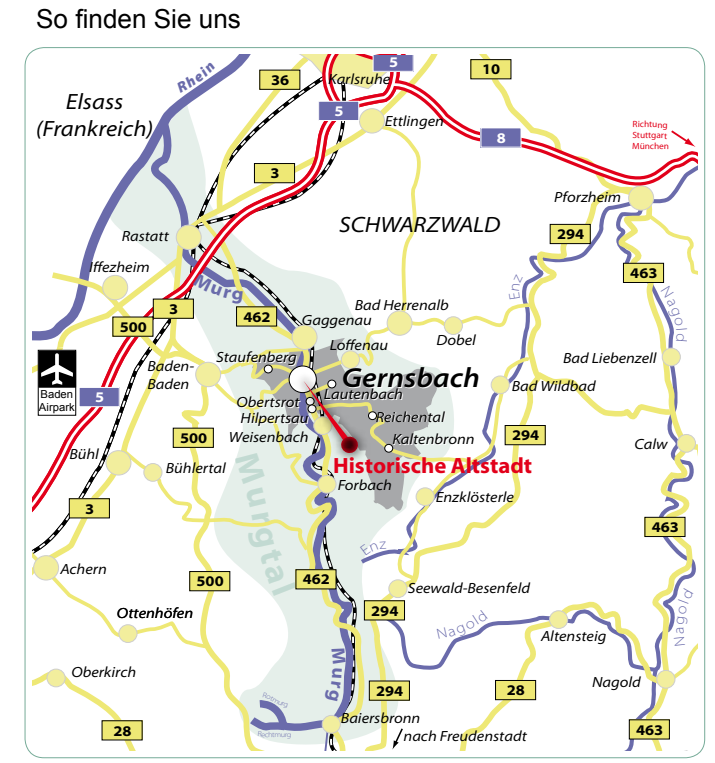 So finden Sie uns
5
Karlsruhe
36
10
Rhein
Elsass
(Frankreich)
5
Ettlingen
8
Richtung
Stuttgart
München
3
Pforzheim
SCHWARZWALD
294
Rastatt
Iffezheim
463
Murg
Enz
Nagold
3
500
462
Gaggenau
Bad Herrenalb
Dobel
Loffenau
Staufenberg
Bad Liebenzell
Baden-
Baden
Gernsbach
Bad Wildbad
Baden
Airpark
5
Lautenbach
Obertsrot
Hilpertsau
Reichental
Weisenbach
Kaltenbronn
500
294
Calw
Bühl
Bühlertal
Historische Altstadt
Forbach
Enzklösterle
3
Murgtal
463
Enz
Achern
500
462
Seewald-Besenfeld
294
Ottenhöfen
Nagold
Altensteig
Nagold
Oberkirch
Murg
294
28
Nagold
Rotmurg
Baiersbronn
28
Rechtmurg
nach Freudenstadt
463